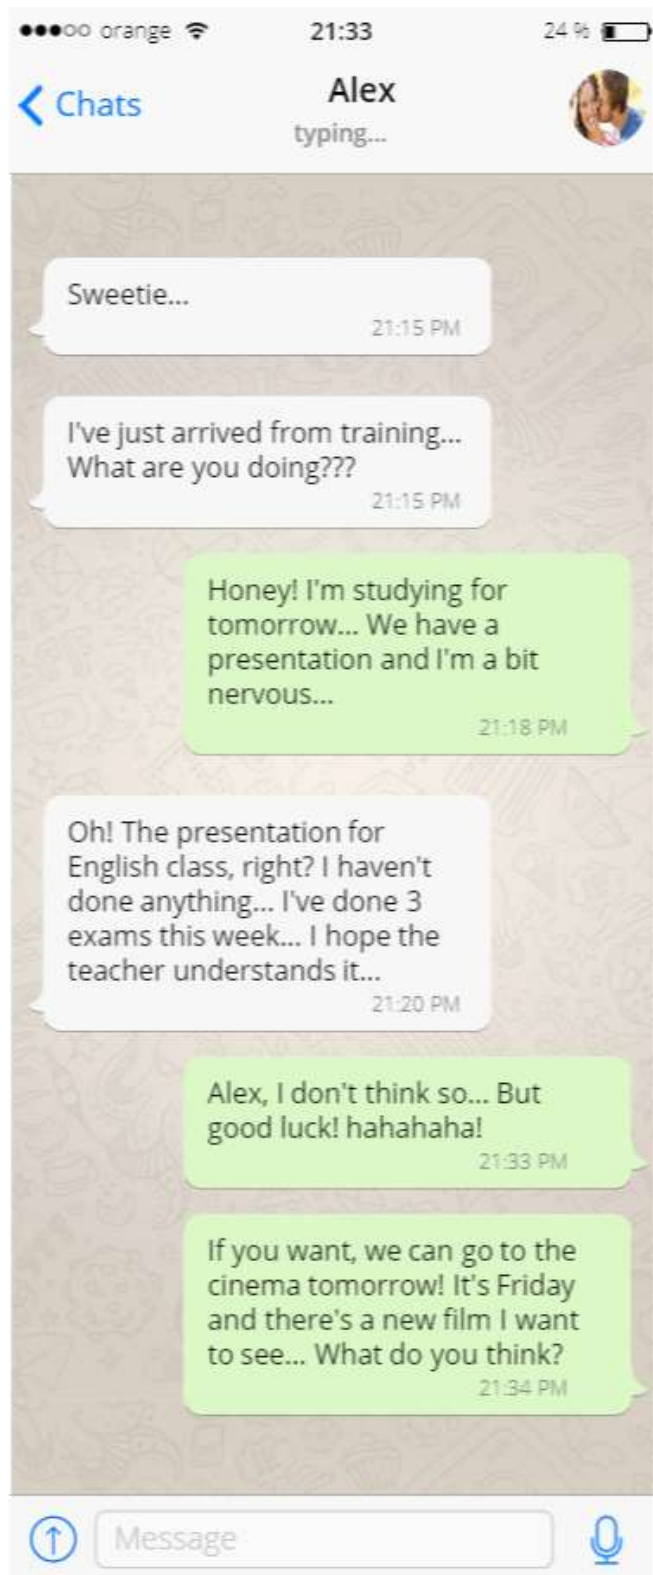 orange 21:33 24 %
Chats Alex
typing...
Sweetie...
21:15 PM
I've just arrived from training...
What are you doing???
21:15 PM
Honey! I'm studying for
tomorrow... We have a
presentation and I'm a bit
nervous...
21:18 PM
Oh! The presentation for
English class, right? I haven't
done anything... I've done 3
exams this week... I hope the
teacher understands it...
21:20 PM
Alex, I don't think so... But
good luck! hahahaha!
21:33 PM
If you want, we can go to the
cinema tomorrow! It's Friday
and there's a new film I want
to see... What do you think?
21:34 PM
Message